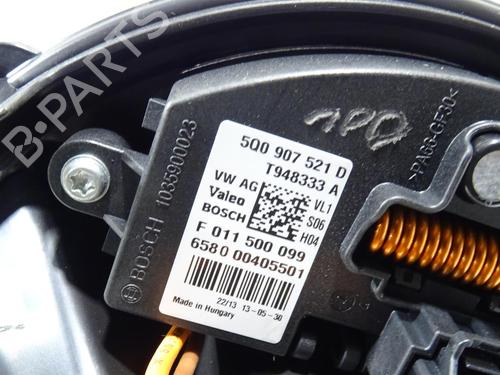 B-PARTS
5Q0 907 521 D
T948333 A
VW AG
Valeo
BOSCH
VL1
S06
H04
F 011 500 099
6580 00405501
22/13 13-05-30
Made in Hungary
BOSCH 1035900023
>PA66-GF30<